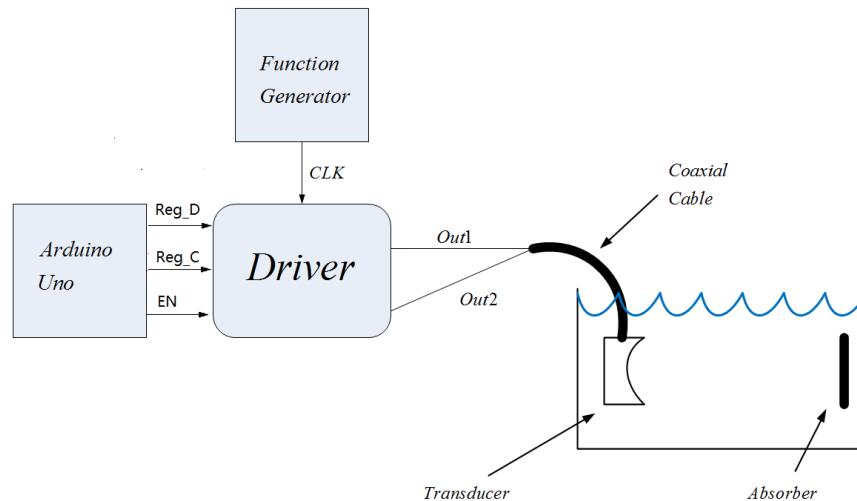 Function
Generator
CLK
Coaxial
Cable
Arduino
Uno
Reg_D
Reg_C
EN
Driver
Out1
Out2
Transducer
Absorber